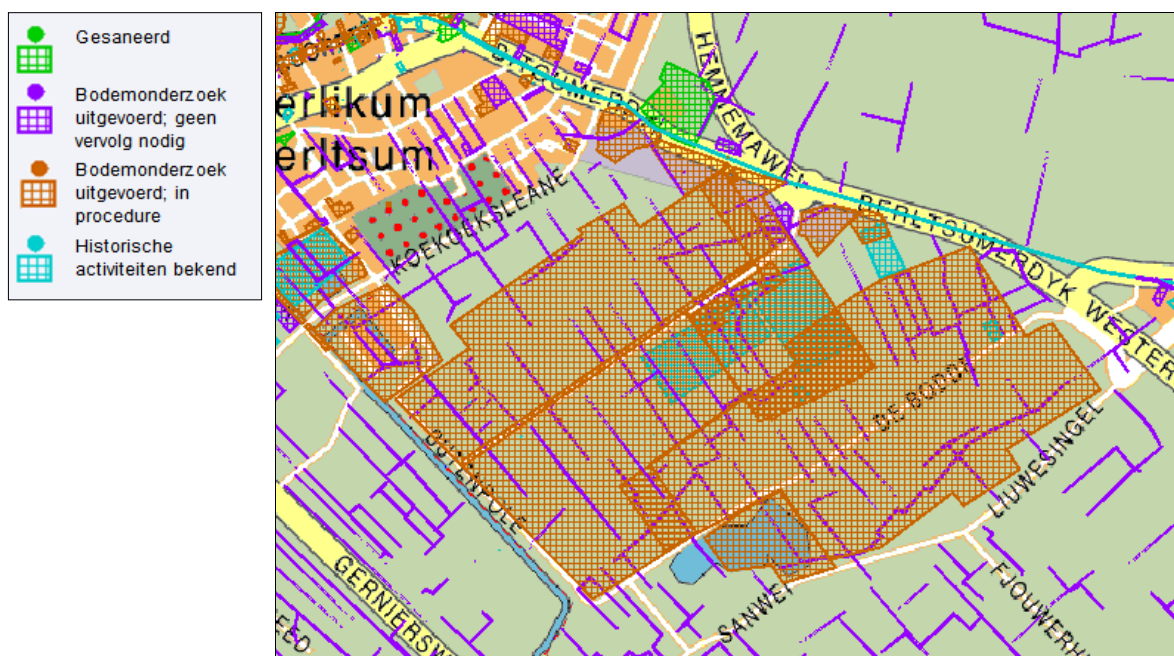 Gesaneerd
Bodemonderzoek
uitgevoerd; geen
vervolg nodig
Bodemonderzoek
uitgevoerd; in
procedure
Historische
activiteiten bekend
erlikum
erltsum
HEMMEMAWEI
BERLTSUMERDYK WESTER
KOEKOEKSLEANE
LIUWESINGEL
SANWEI
FJOUWERH
GERNIERSW